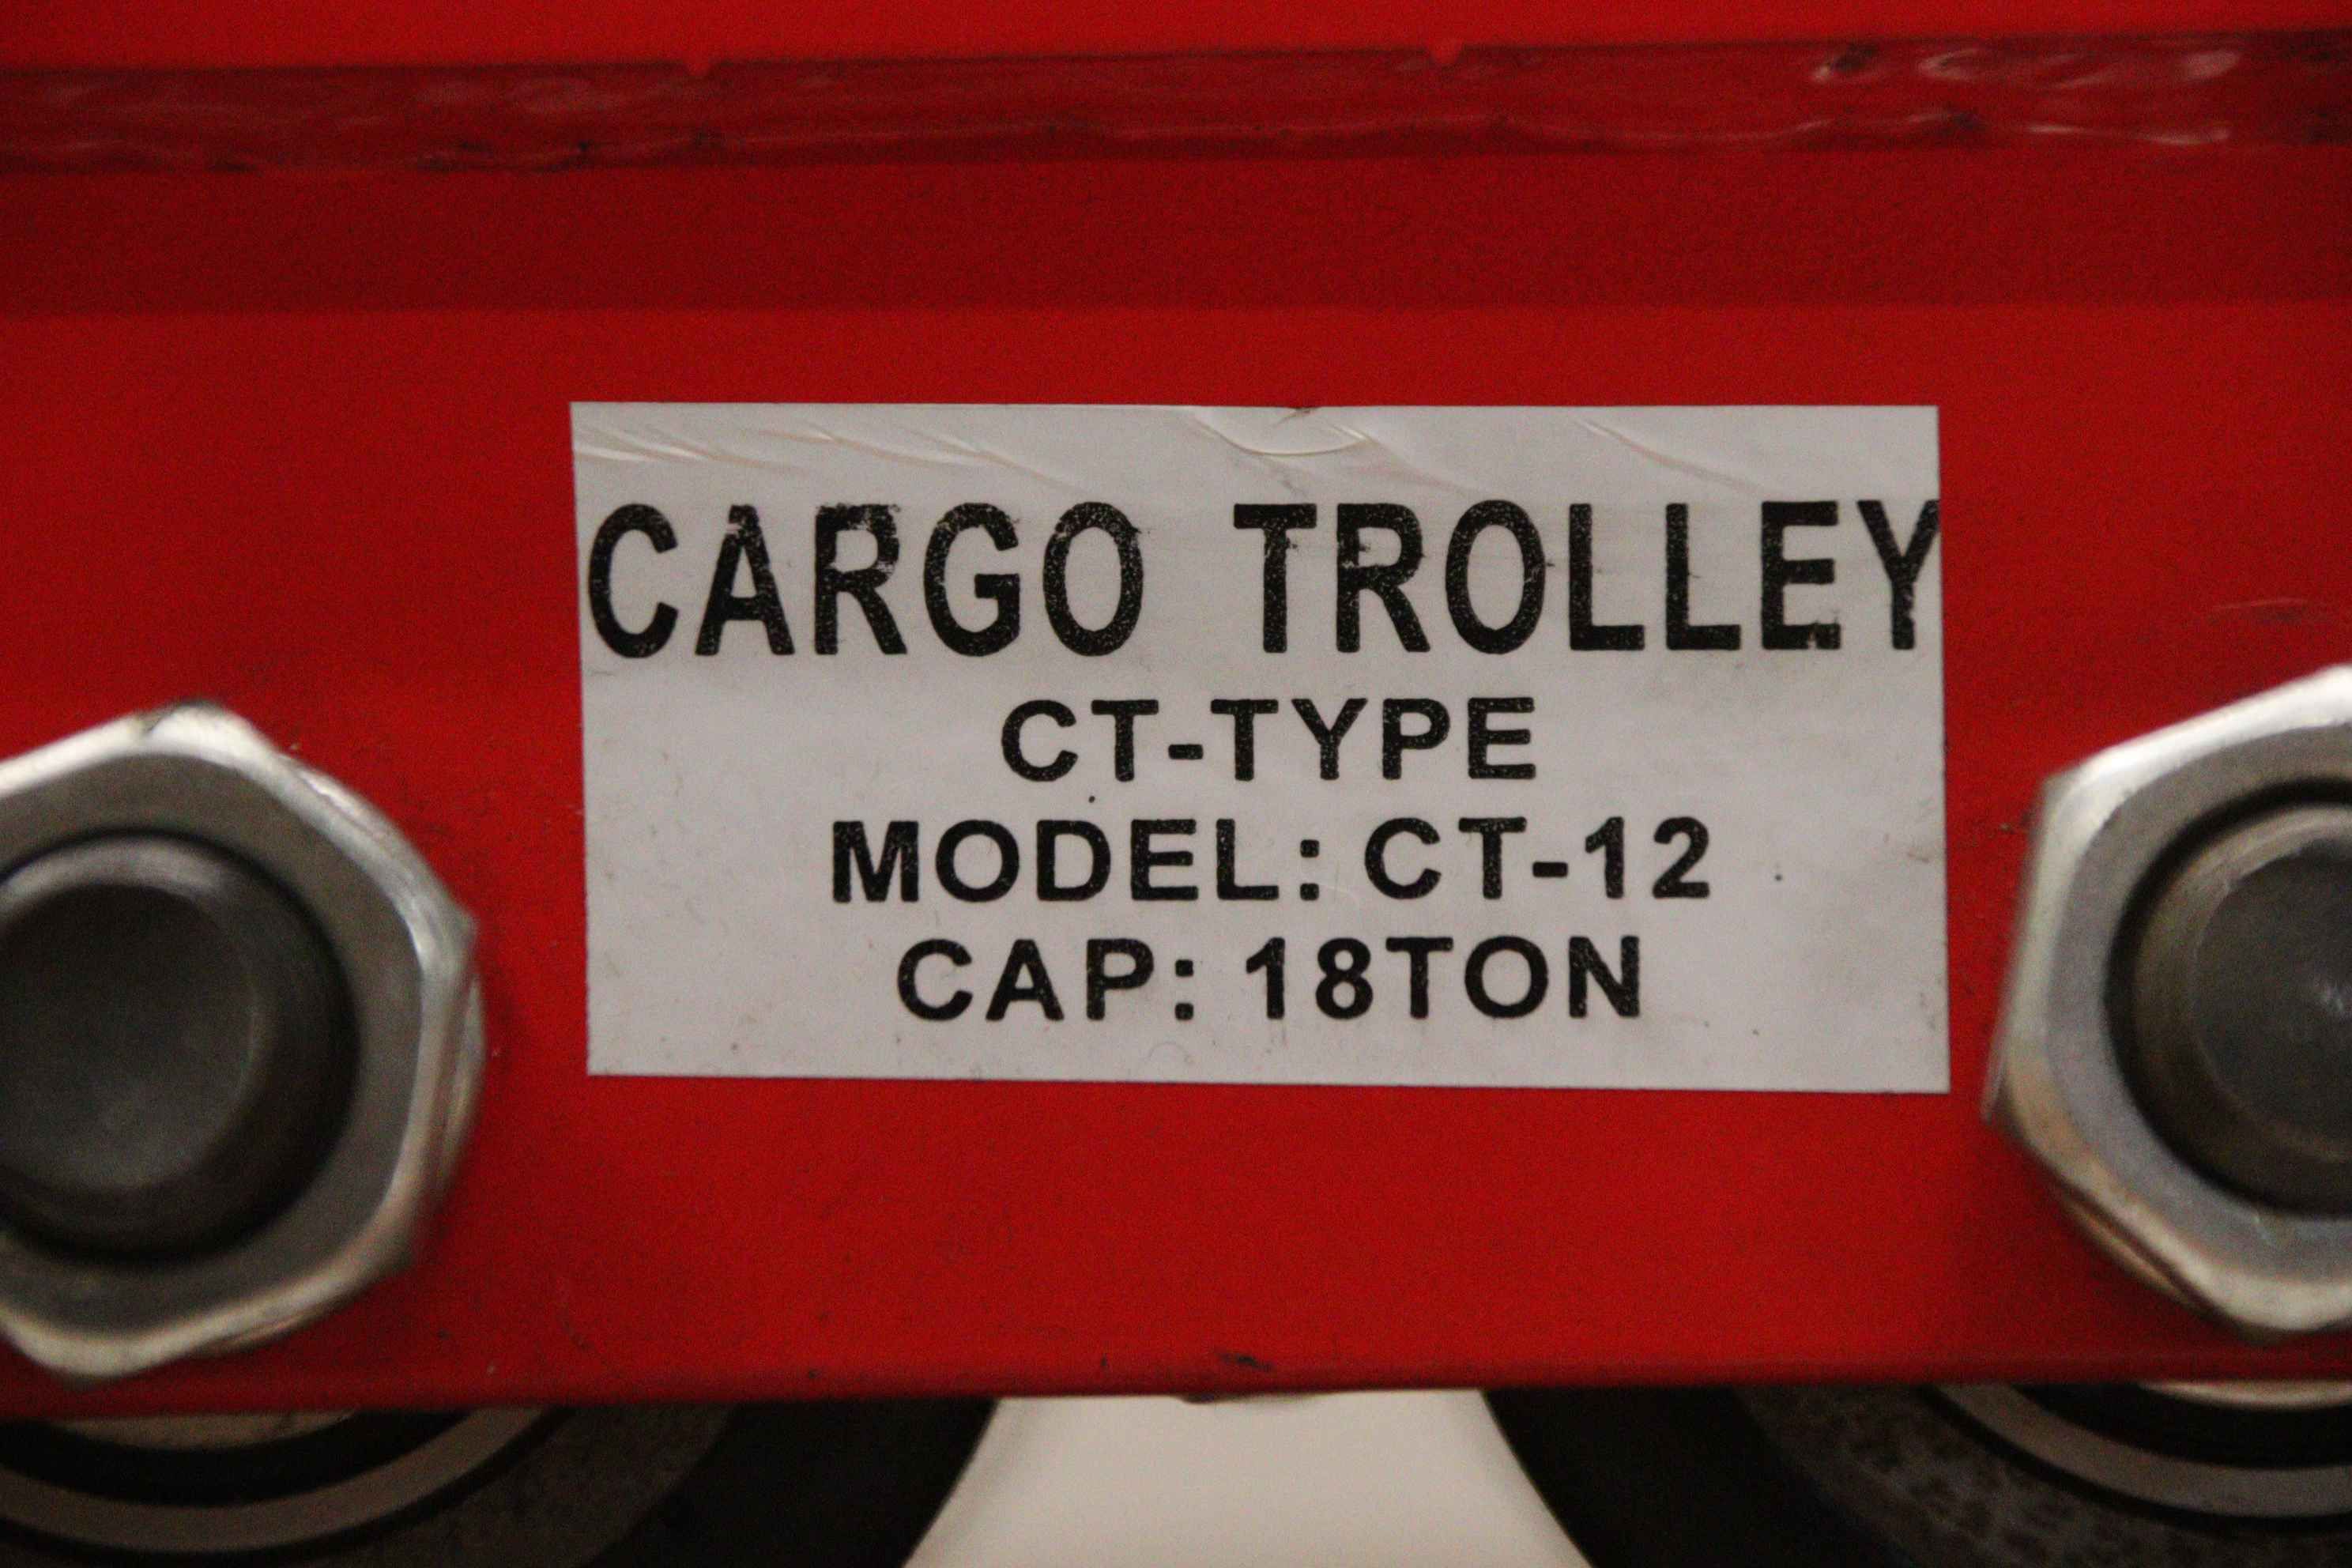 CARGO TROLLEY
CT-TYPE
MODEL: CT-12
CAP: 18TON